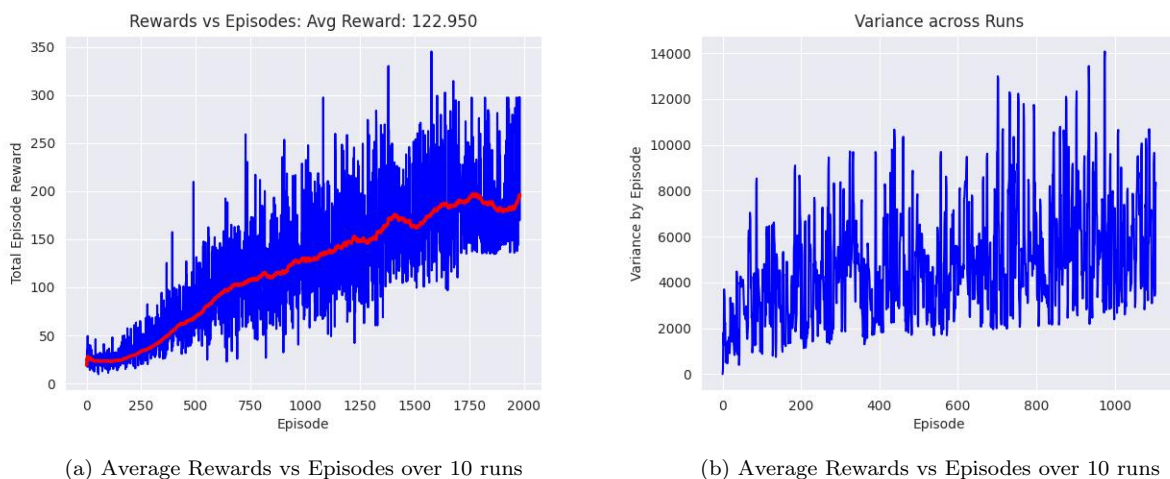 Rewards vs Episodes: Avg Reward: 122.950
350
300
250
200
150
100
50
0
Total Episode Reward
0 250 500 750 1000 1250 1500 1750 2000
Episode
(a) Average Rewards vs Episodes over 10 runs
Variance across Runs
14000
12000
10000
8000
6000
4000
2000
0
Variance by Episode
0 200 400 600 800 1000
Episode
(b) Average Rewards vs Episodes over 10 runs